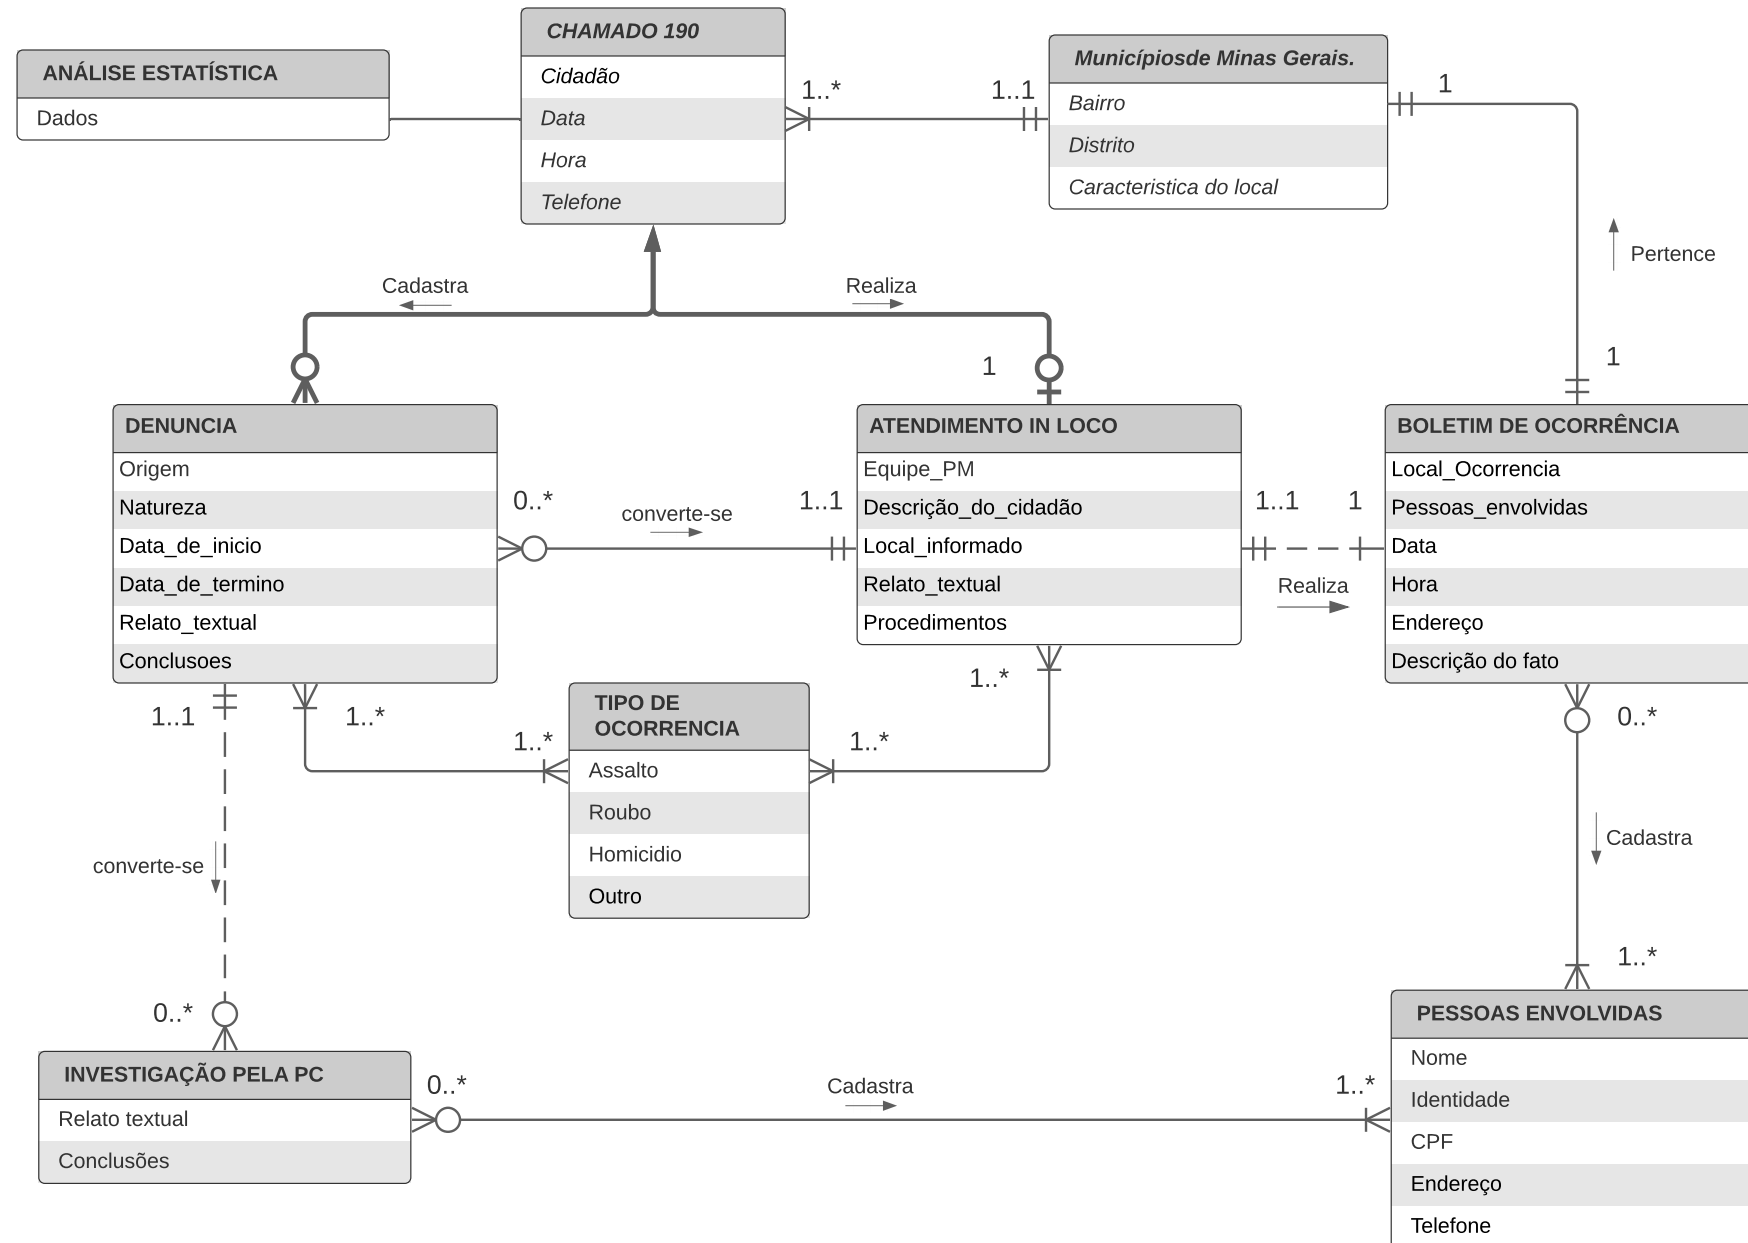 CHAMADO 190
Cidadão
Data
Hora
Telefone
ANÁLISE ESTATÍSTICA
Dados
1..*
1..1
Municípiosde Minas Gerais.
Bairro
Distrito
Caracteristica do local
1
Pertence
1
Cadastra
Realiza
1
DENUNCIA
Origem
Natureza
Data_de_inicio
Data_de_termino
Relato_textual
Conclusoes
0..*
converte-se
1..1
ATENDIMENTO IN LOCO
Equipe_PM
Descrição_do_cidadão
Local_informado
Relato_textual
Procedimentos
1..1
1
Realiza
BOLETIM DE OCORRÊNCIA
Local_Ocorrencia
Pessoas_envolvidas
Data
Hora
Endereço
Descrição do fato
1..1
1..*
1..*
TIPO DE
OCORRENCIA
Assalto
Roubo
Homicidio
Outro
1..*
1..*
0..*
Cadastra
1..*
converte-se
0..*
INVESTIGAÇÃO PELA PC
Relato textual
Conclusões
0..*
Cadastra
1..*
PESSOAS ENVOLVIDAS
Nome
Identidade
CPF
Endereço
Telefone